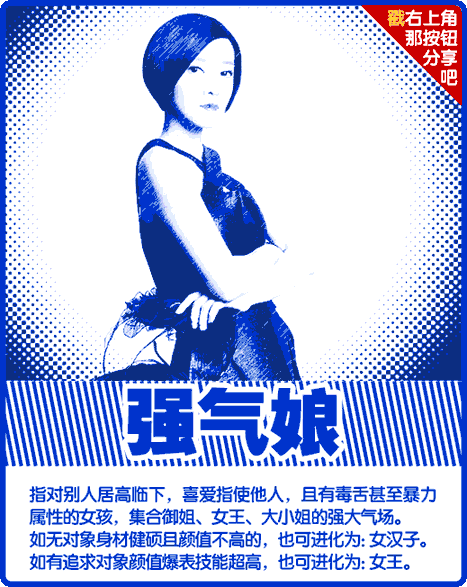 戳右上角
那按钮
分享
吧
强气娘
指对别人居高临下，喜爱指使他人，且有毒舌甚至暴力
属性的女孩，集合御姐、女王、大小姐的强大气场。
如无对象身材健硕且颜值不高的，也可进化为: 女汉子。
如有追求对象颜值爆表技能超高，也可进化为: 女王。